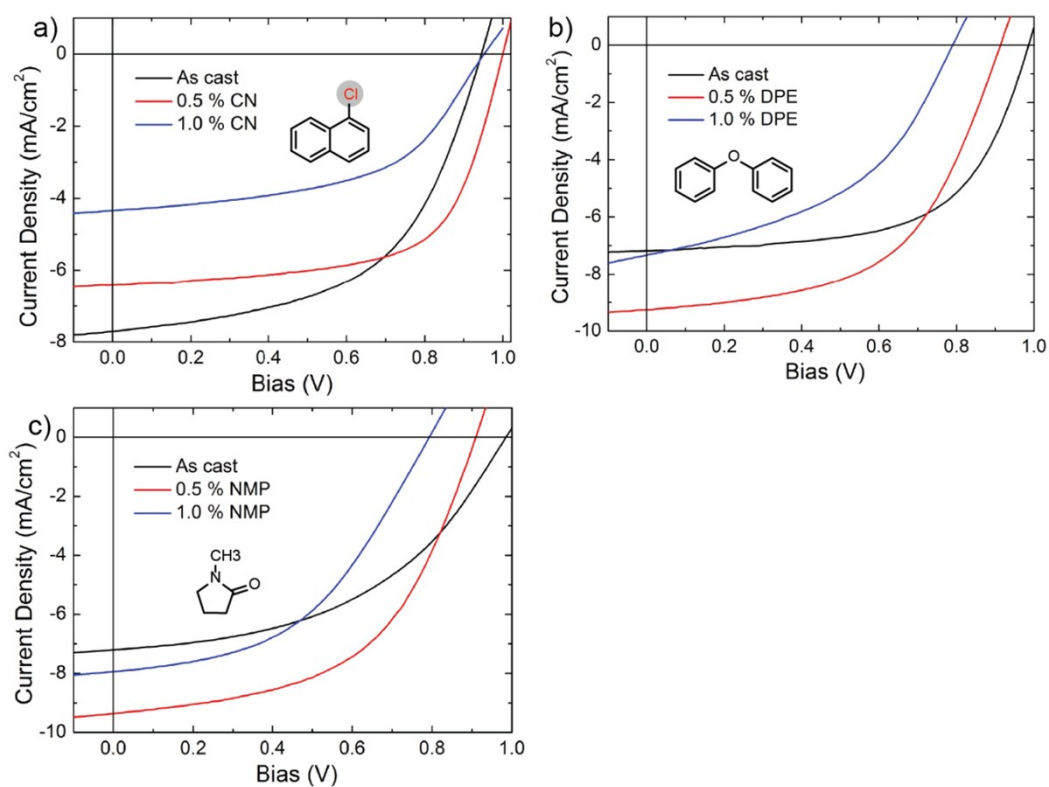 a)
0
-2
-4
-6
-8
Current Density (mA/cm²)
As cast
0.5 % CN
1.0 % CN
Cl
0.0 0.2 0.4 0.6 0.8 1.0
Bias (V)
b)
0
-2
-4
-6
-8
-10
Current Density (mA/cm²)
As cast
0.5 % DPE
1.0 % DPE
O
0.0 0.2 0.4 0.6 0.8 1.0
Bias (V)
c)
0
-2
-4
-6
-8
-10
Current Density (mA/cm²)
As cast
0.5 % NMP
1.0 % NMP
CH3
N
O
0.0 0.2 0.4 0.6 0.8 1.0
Bias (V)